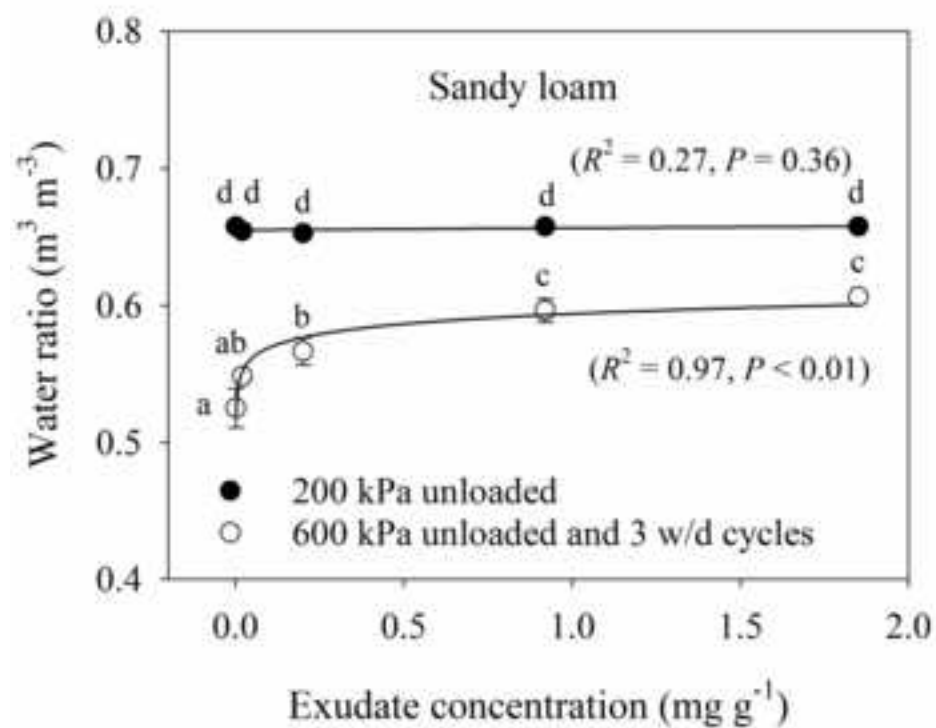 0.8
Sandy loam
(R² = 0.27, P = 0.36)
0.7
d d d d d
c
c
0.6
b
ab
(R² = 0.97, P < 0.01)
a
0.5
200 kPa unloaded
600 kPa unloaded and 3 w/d cycles
0.4
0.0 0.5 1.0 1.5 2.0
Water ratio (m³ m⁻³)
Exudate concentration (mg g⁻¹)